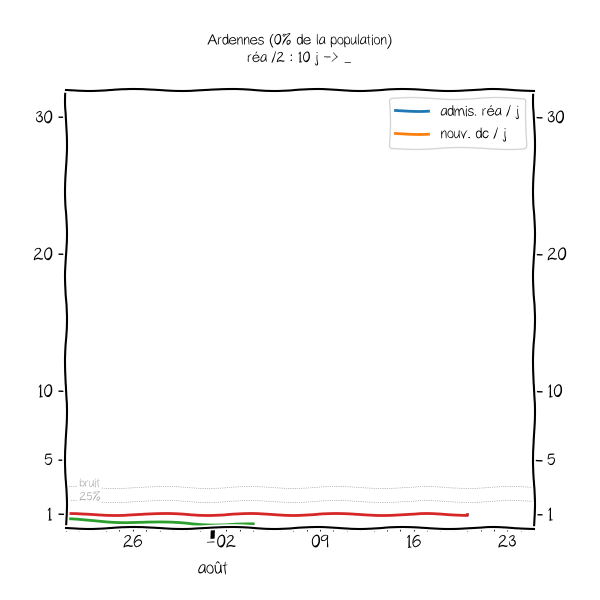 Ardennes (0% de la population)
réa /2 : 10 j -> _
admis. réa / j
nouv. dc / j
30
30
20
20
10
10
5
5
bruit
25%
1
1
26
02
09
16
23
août